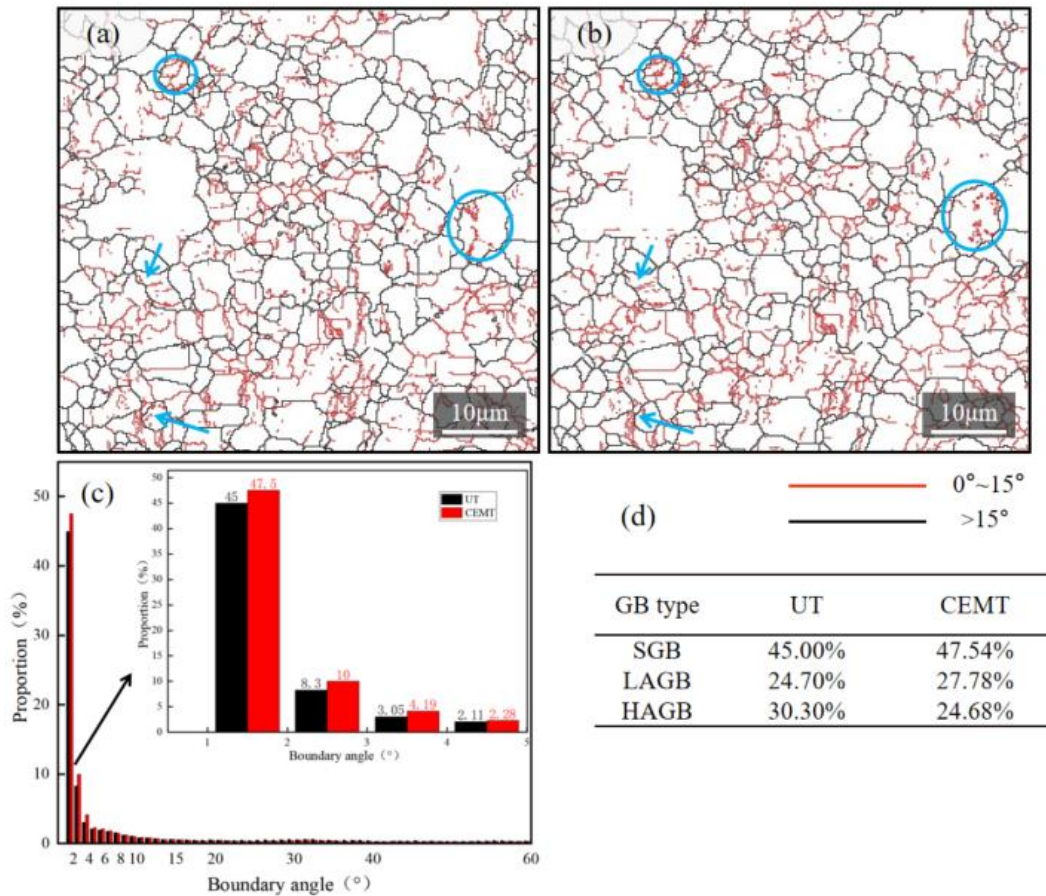 (a)
10μm
(b)
10μm
(c)
Proportion (%)
50
40
30
20
10
0
2 4 6 8 10 15 20 30 40 60
Boundary angle (°)
Proportion (%)
50
45
40
35
30
25
20
15
10
5
0
1 2 3 4 5
Boundary angle (°)
45 47.5
8.3 10
3.05 4.19
2.11 2.28
UT
CEMT
(d)
0°~15°
>15°
GB type UT CEMT
SGB 45.00% 47.54%
LAGB 24.70% 27.78%
HAGB 30.30% 24.68%